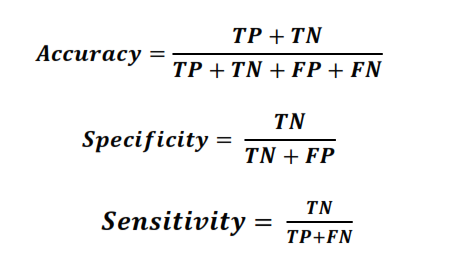 Accuracy = TP + TN / TP + TN + FP + FN
Specificity = TN / TN + FP
Sensitivity = TN / TP+FN